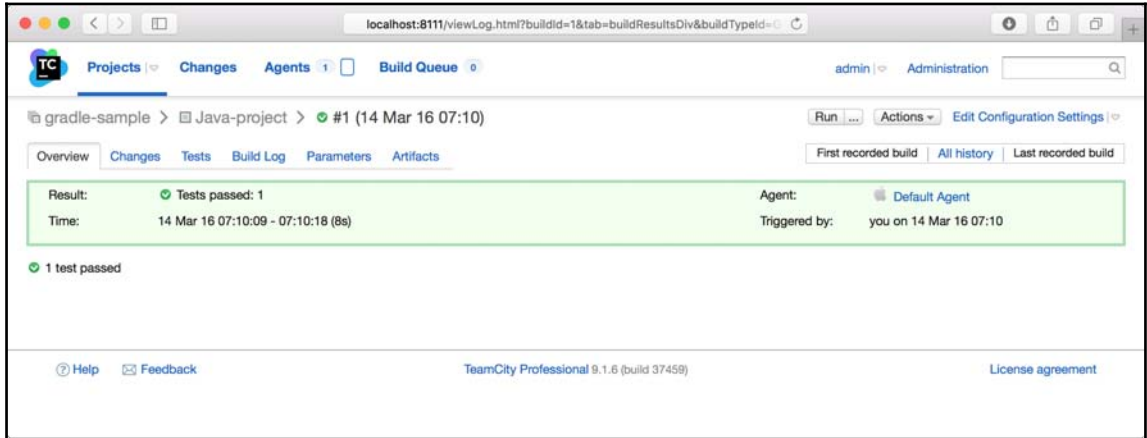 localhost:8111/viewLog.html?buildId=1&tab=buildResultsDiv&buildTypeId=G
TC Projects Changes Agents 1 Build Queue 0 admin Administration
gradle-sample > Java-project > #1 (14 Mar 16 07:10) Run ... Actions Edit Configuration Settings
Overview Changes Tests Build Log Parameters Artifacts First recorded build All history Last recorded build
Result: Tests passed: 1 Agent: Default Agent
Time: 14 Mar 16 07:10:09 - 07:10:18 (8s) Triggered by: you on 14 Mar 16 07:10
1 test passed
Help Feedback TeamCity Professional 9.1.6 (build 37459) License agreement